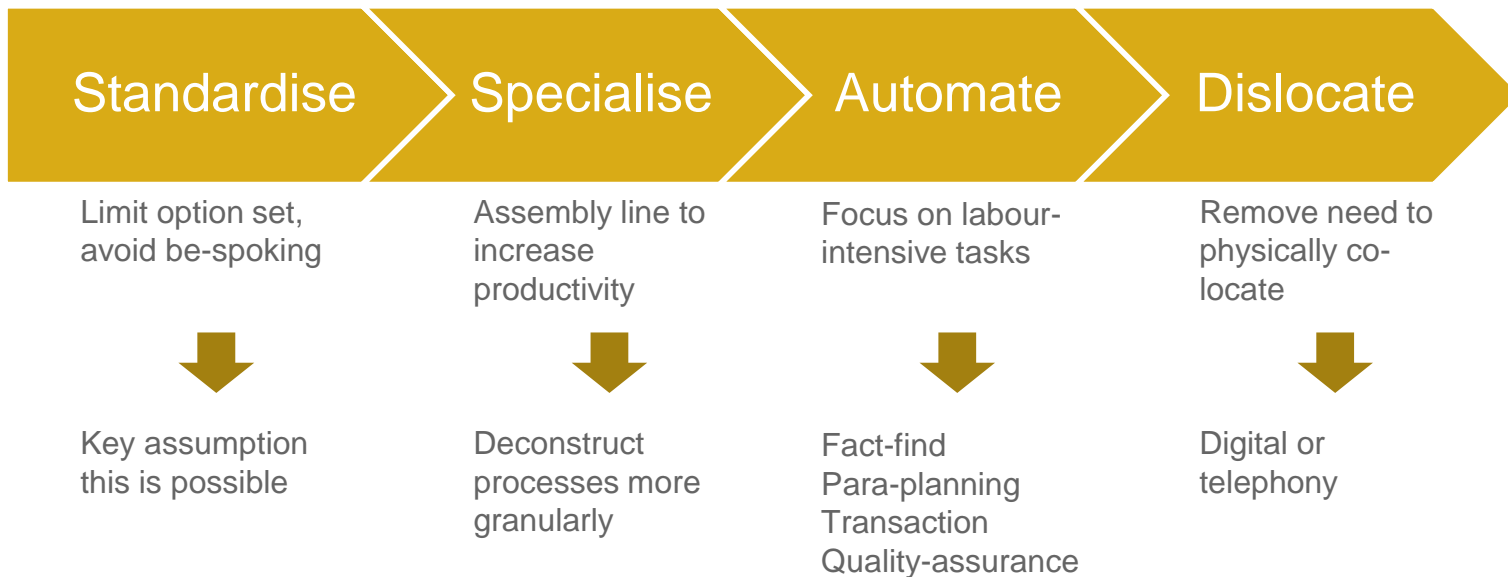 Standardise
Specialise
Automate
Dislocate
Limit option set,
avoid be-spoking
Assembly line to
increase
productivity
Focus on labour-
intensive tasks
Remove need to
physically co-
locate
Key assumption
this is possible
Deconstruct
processes more
granularly
Fact-find
Para-planning
Transaction
Quality-assurance
Digital or
telephony